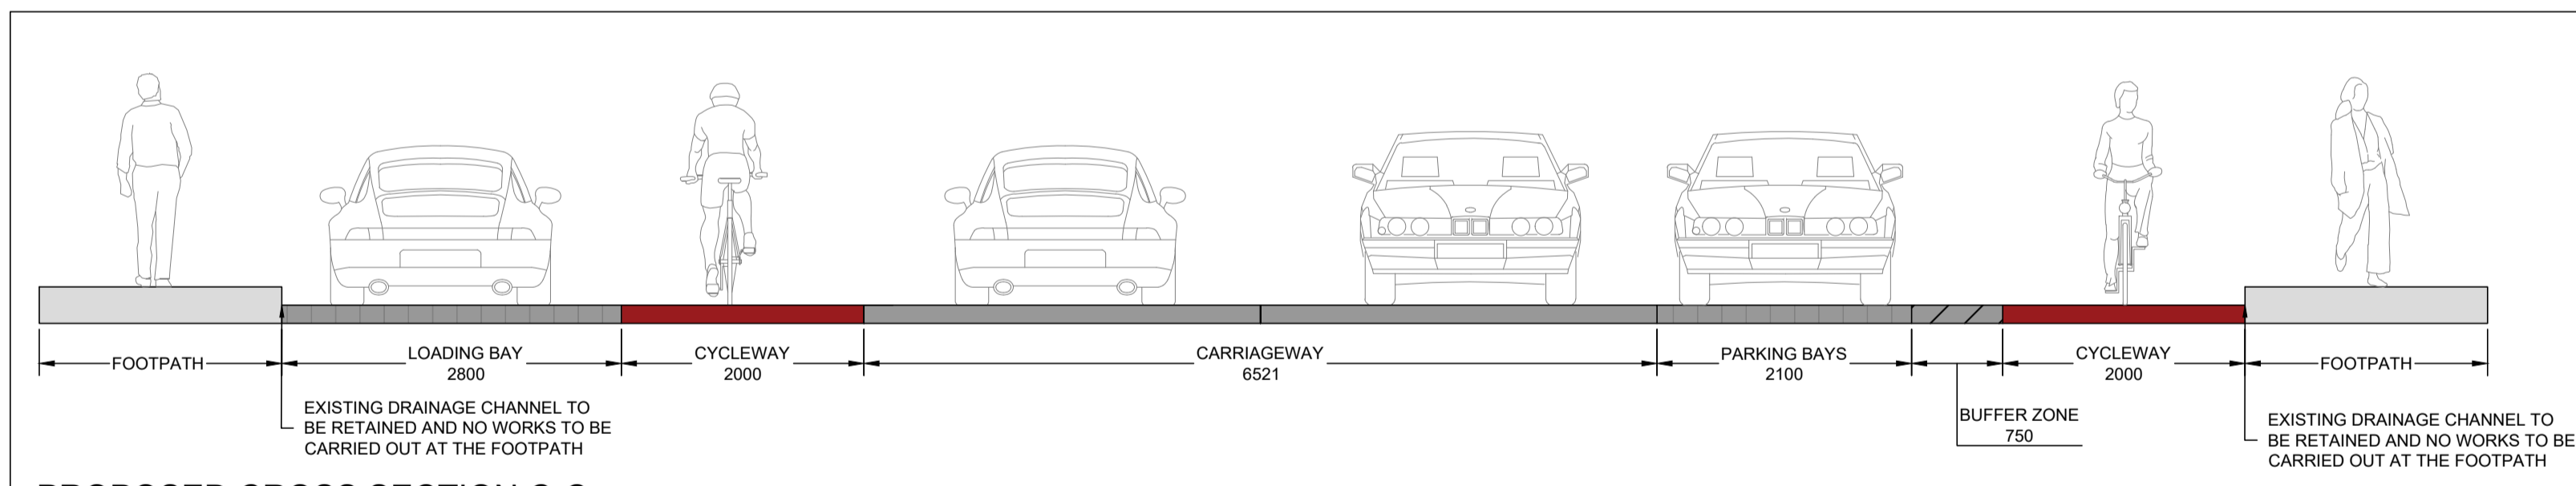 FOOTPATH
LOADING BAY
2800
CYCLEWAY
2000
CARRIAGEWAY
6521
PARKING BAYS
2100
BUFFER ZONE
750
CYCLEWAY
2000
FOOTPATH
EXISTING DRAINAGE CHANNEL TO
BE RETAINED AND NO WORKS TO BE
CARRIED OUT AT THE FOOTPATH
EXISTING DRAINAGE CHANNEL TO
BE RETAINED AND NO WORKS TO BE
CARRIED OUT AT THE FOOTPATH